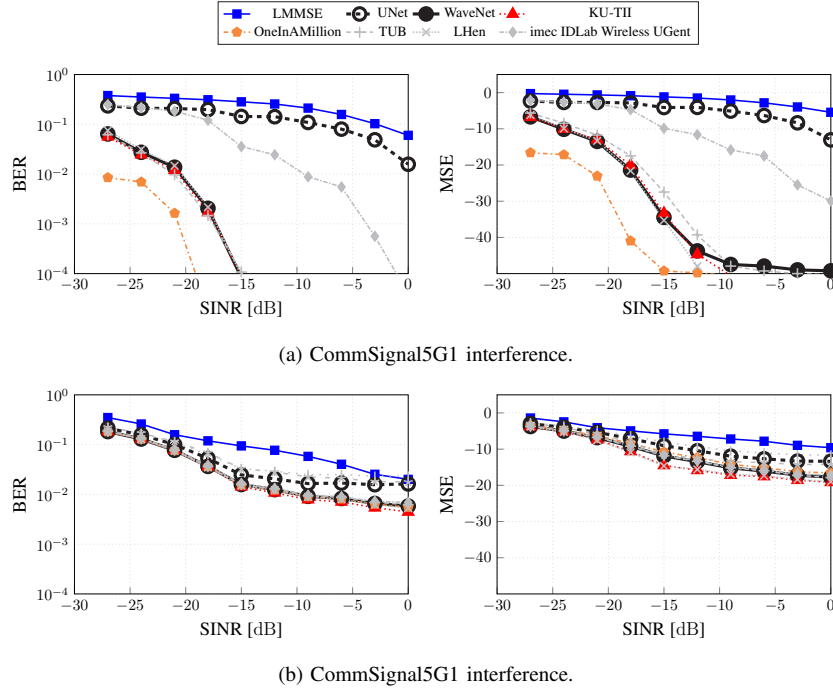 LMMSE UNet WaveNet KU-TII
OneInAMillion TUB LHen imec IDLab Wireless UGent
10^0
10^−1
10^−2
10^−3
10^−4
BER
−30 −25 −20 −15 −10 −5 0
SINR [dB]
0
−10
−20
−30
−40
MSE
−30 −25 −20 −15 −10 −5 0
SINR [dB]
(a) CommSignal5G1 interference.
10^0
10^−1
10^−2
10^−3
10^−4
BER
−30 −25 −20 −15 −10 −5 0
SINR [dB]
0
−10
−20
−30
−40
−50
MSE
−30 −25 −20 −15 −10 −5 0
SINR [dB]
(b) CommSignal5G1 interference.